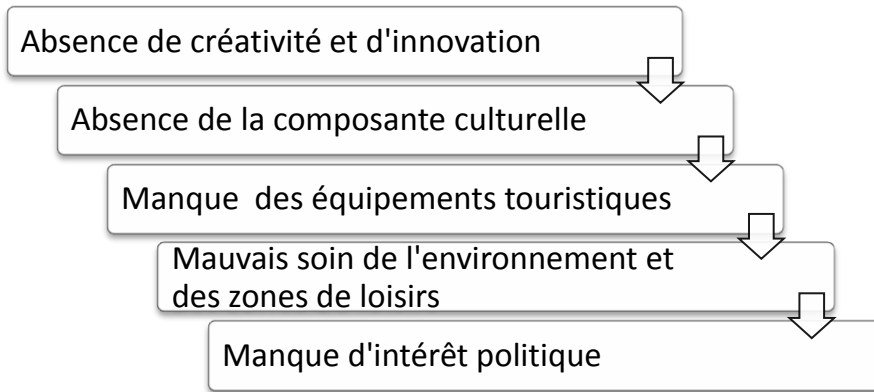 Absence de créativité et d'innovation
Absence de la composante culturelle
Manque  des équipements touristiques
Mauvais soin de l'environnement et
des zones de loisirs
Manque d'intérêt politique